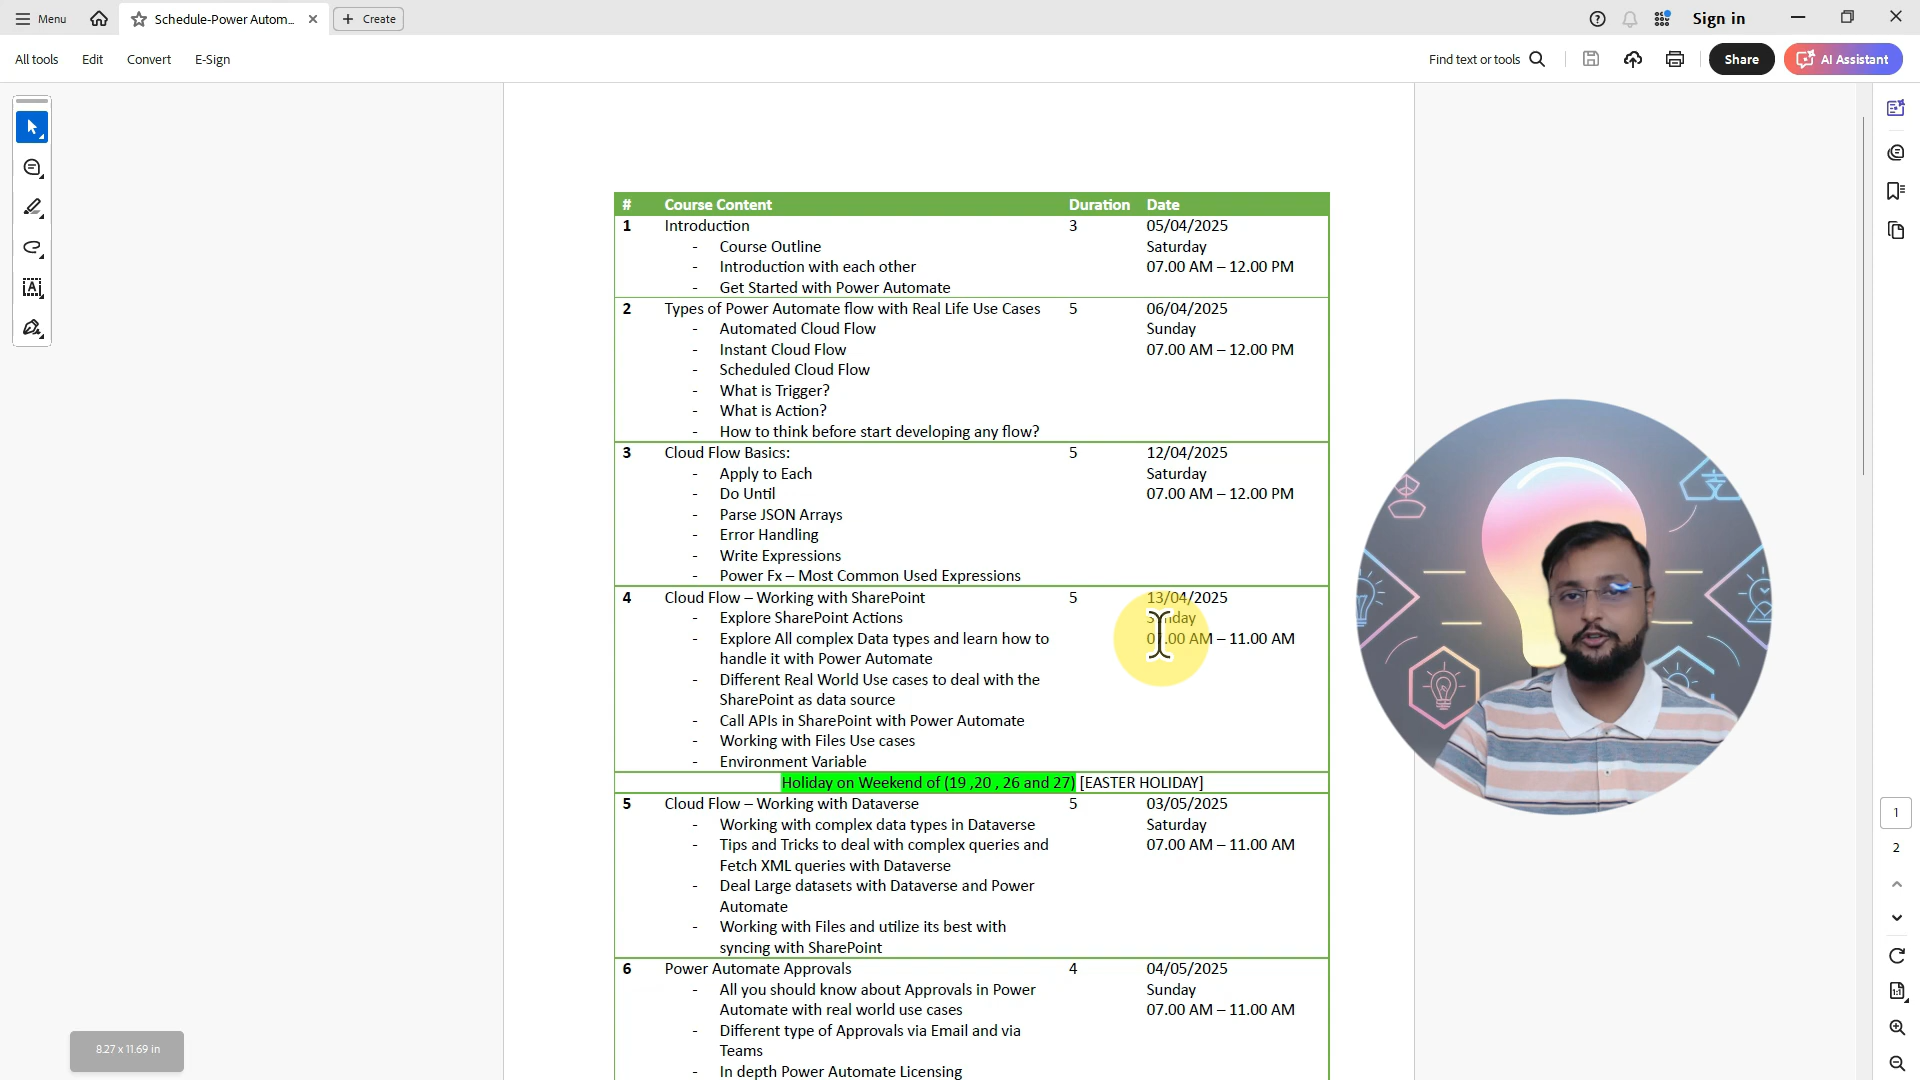 Menu
Schedule-Power Autom...
Create
Sign in
All tools
Edit
Convert
E-Sign
Find text or tools
Share
AI Assistant
# Course Content Duration Date
1 Introduction 3 05/04/2025
- Course Outline Saturday
- Introduction with each other 07.00 AM – 12.00 PM
- Get Started with Power Automate
2 Types of Power Automate flow with Real Life Use Cases 5 06/04/2025
- Automated Cloud Flow Sunday
- Instant Cloud Flow 07.00 AM – 12.00 PM
- Scheduled Cloud Flow
- What is Trigger?
- What is Action?
- How to think before start developing any flow?
3 Cloud Flow Basics: 5 12/04/2025
- Apply to Each Saturday
- Do Until 07.00 AM – 12.00 PM
- Parse JSON Arrays
- Error Handling
- Write Expressions
- Power Fx – Most Common Used Expressions
4 Cloud Flow – Working with SharePoint 5 13/04/2025
- Explore SharePoint Actions Sunday
- Explore All complex Data types and learn how to 07.00 AM – 11.00 AM
handle it with Power Automate
- Different Real World Use cases to deal with the
SharePoint as data source
- Call APIs in SharePoint with Power Automate
- Working with Files Use cases
- Environment Variable
Holiday on Weekend of (19 ,20 , 26 and 27) [EASTER HOLIDAY]
5 Cloud Flow – Working with Dataverse 5 03/05/2025
- Working with complex data types in Dataverse Saturday
- Tips and Tricks to deal with complex queries and 07.00 AM – 11.00 AM
Fetch XML queries with Dataverse
- Deal Large datasets with Dataverse and Power
Automate
- Working with Files and utilize its best with
syncing with SharePoint
6 Power Automate Approvals 4 04/05/2025
- All you should know about Approvals in Power Sunday
Automate with real world use cases 07.00 AM – 11.00 AM
- Different type of Approvals via Email and via
Teams
- In depth Power Automate Licensing
1
2
8.27 x 11.69 in